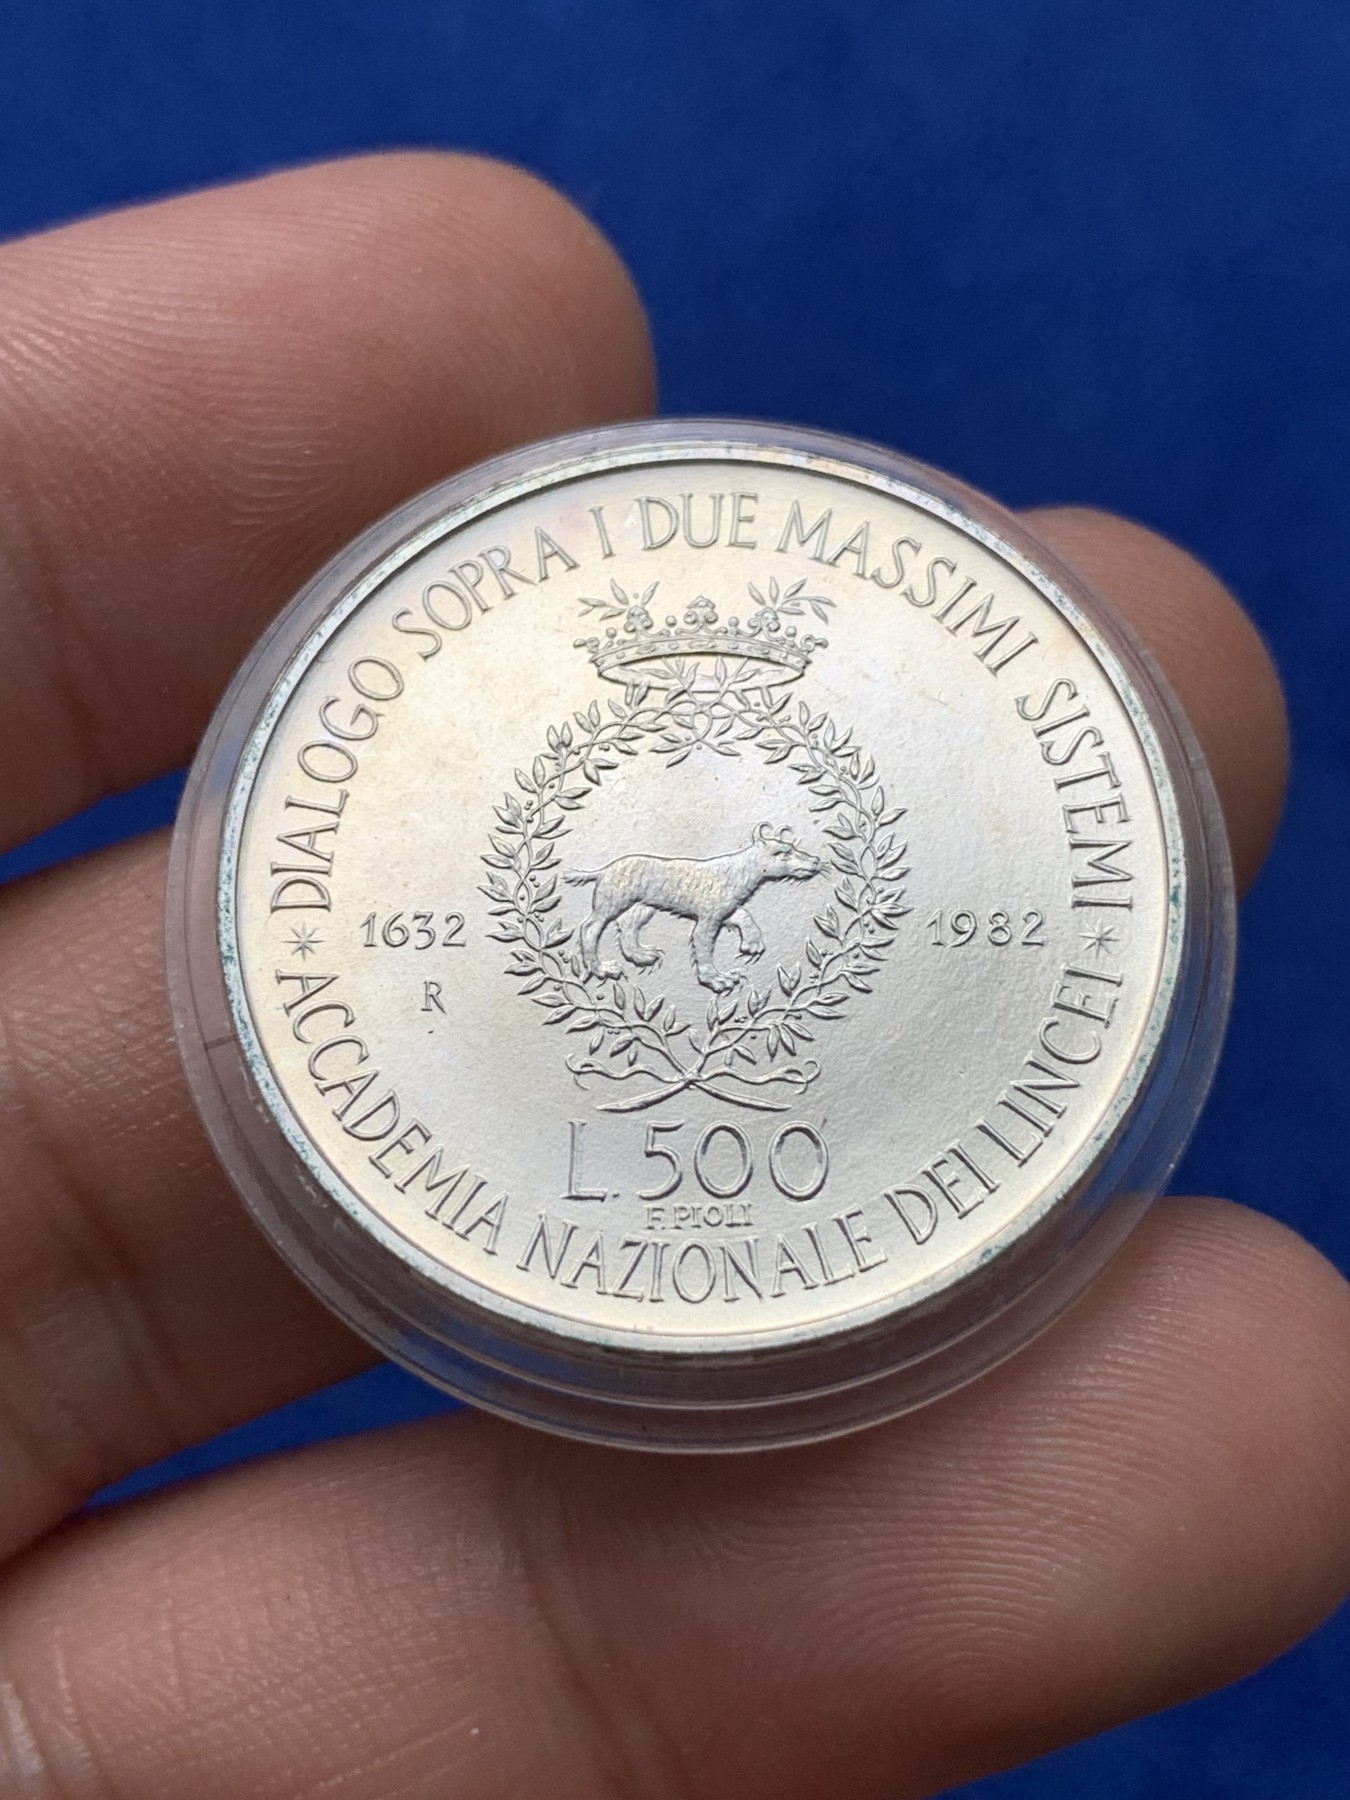 DIALOGO SOPRA I DUE MASSIMI SISTEMI
1632 1982
R
L.500
F.PIOLI
ACCADEMIA NAZIONALE DEI LINCEI